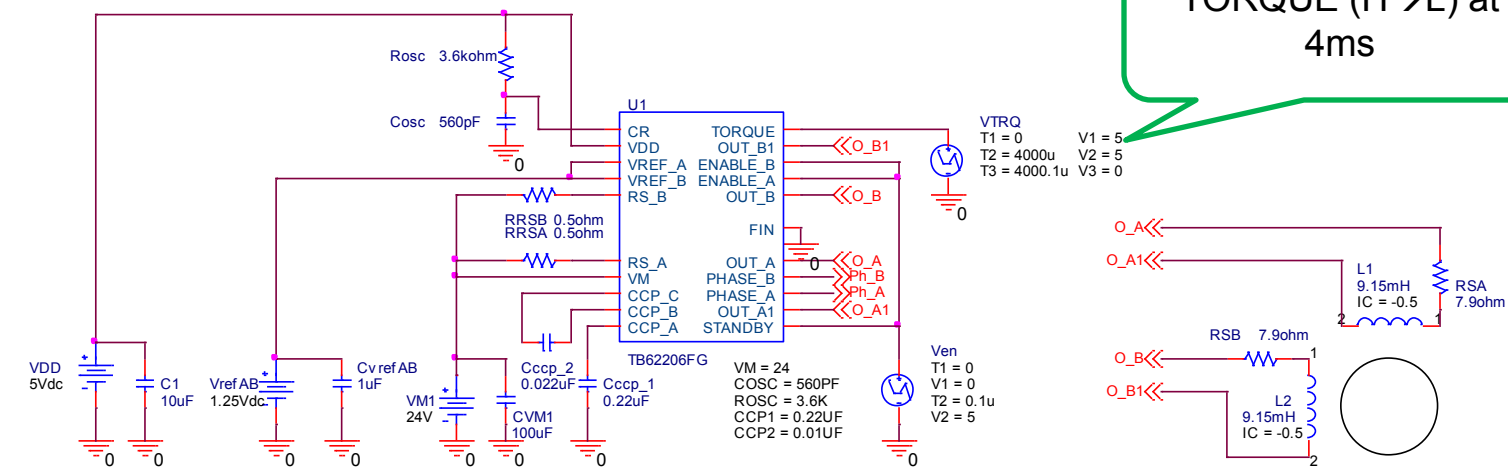 TORQUE (H→L) at
4ms
Rosc 3.6kohm
Cosc 560pF
0
U1
CR
VDD
VREF_A
VREF_B
RS_B
RS_A
VM
CCP_C
CCP_B
CCP_A
TORQUE
OUT_B1
ENABLE_B
ENABLE_A
OUT_B
FIN
OUT_A
PHASE_B
PHASE_A
OUT_A1
STANDBY
TB62206FG
O_B1
O_B
0
O_A
Ph_B
Ph_A
O_A1
RRSB 0.5ohm
RRSA 0.5ohm
VTRQ
T1 = 0
T2 = 4000u
T3 = 4000.1u
V1 = 5
V2 = 5
V3 = 0
0
O_A
O_A1
L1
9.15mH
IC = -0.5
2
1
RSA
7.9ohm
RSB 7.9ohm
O_B
O_B1
1
L2
9.15mH
IC = -0.5
2
VDD
5Vdc
0
C1
10uF
0
Vref AB
1.25Vdc
0
Cv ref AB
1uF
0
VM1
24V
0
CVM1
100uF
0
Cccp_2
0.022uF
Cccp_1
0.22uF
0
VM = 24
COSC = 560PF
ROSC = 3.6K
CCP1 = 0.22UF
CCP2 = 0.01UF
Ven
T1 = 0
V1 = 0
T2 = 0.1u
V2 = 5
0